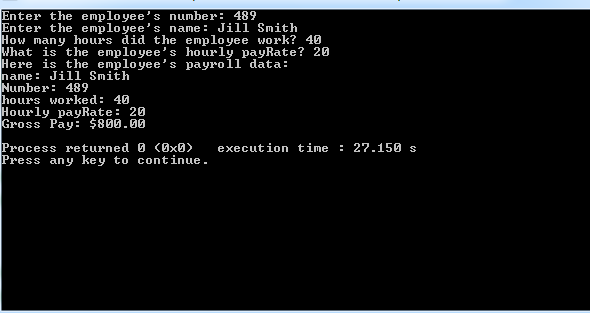 Enter the employee's number: 489
Enter the employee's name: Jill Smith
How many hours did the employee work? 40
What is the employee's hourly payRate? 20
Here is the employee's payroll data:
name: Jill Smith
Number: 489
hours worked: 40
Hourly payRate: 20
Gross Pay: $800.00
Process returned 0 (0x0)   execution time : 27.150 s
Press any key to continue.